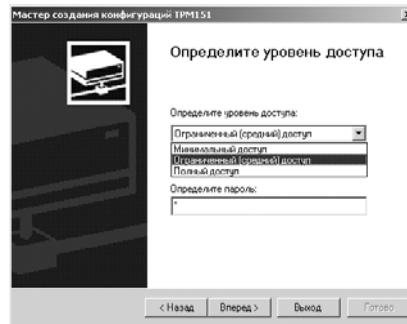 Мастер создания конфигураций ТРМ151
Определите уровень доступа
Определите уровень доступа:
Ограниченный (средний) доступ
Минимальный доступ
Ограниченный (средний) доступ
Полный доступ
Определите пароль:
*
< Назад
Вперед >
Выход
Готово